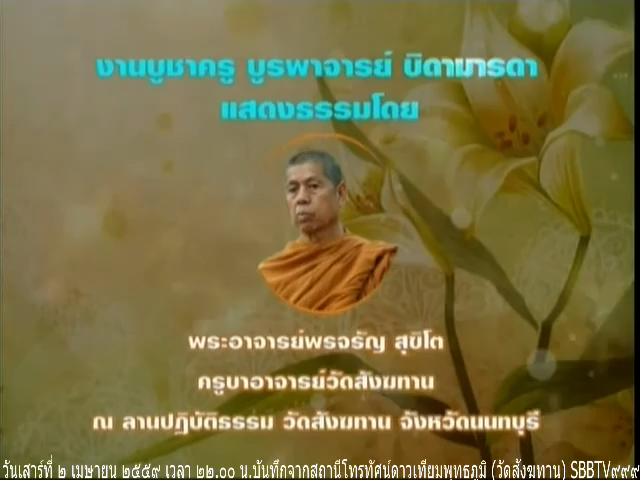 งานบูชาครู บูรพาจารย์ บิดามารดา
แสดงธรรมโดย
พระอาจารย์พรจรัญ สุขิโต
ครูบาอาจารย์วัดสังฆทาน
ณ ลานปฏิบัติธรรม วัดสังฆทาน จังหวัดนนทบุรี
วันเสาร์ที่ ๒ เมษายน ๒๕๕๙ เวลา ๒๒.๐๐ น.บันทึกจากสถานีโทรทัศน์ดาวเทียมพุทธภูมิ (วัดสังฆทาน) SBBTV๙๙๙